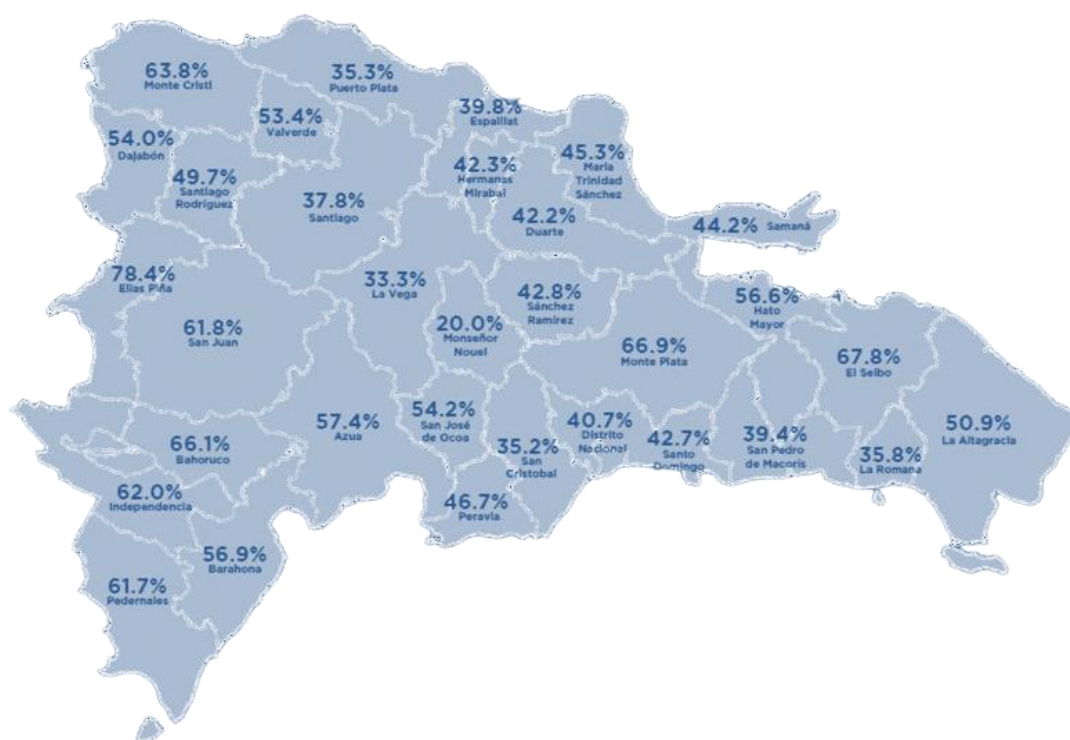 63.8%
Monte Cristi
35.3%
Puerto Plata
53.4%
Valverde
39.8%
Espaillat
54.0%
Dajabón
49.7%
Santiago
Rodríguez
37.8%
Santiago
42.3%
Hermanas
Mirabal
45.3%
María
Trinidad
Sánchez
42.2%
Duarte
44.2% Samaná
78.4%
Elías Piña
61.8%
San Juan
33.3%
La Vega
42.8%
Sánchez
Ramírez
20.0%
Monseñor
Nouel
56.6%
Hato
Mayor
66.9%
Monte Plata
67.8%
El Seibo
50.9%
La Altagracia
57.4%
Azua
54.2%
San José
de Ocoa
35.2%
San
Cristobal
40.7%
Distrito
Nacional
42.7%
Santo
Domingo
39.4%
San Pedro
de Macorís
35.8%
La Romana
46.7%
Peravia
66.1%
Bahoruco
62.0%
Independencia
56.9%
Barahona
61.7%
Pedernales